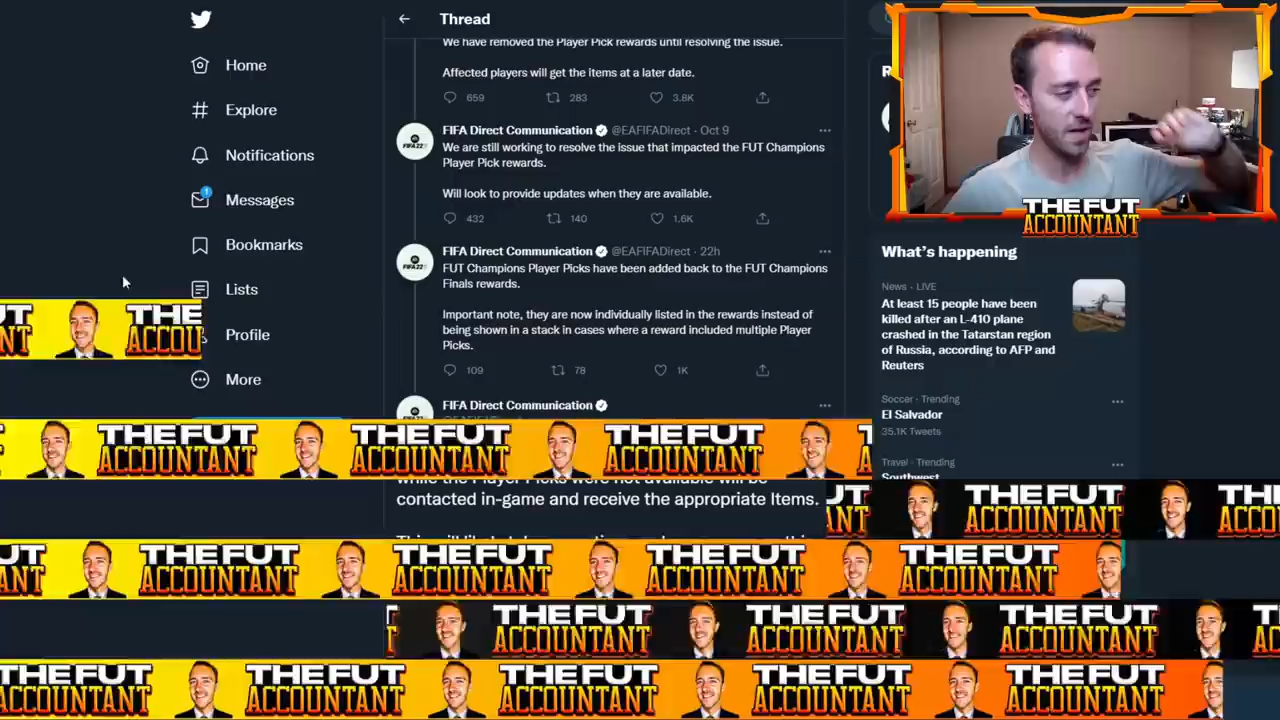 Thread
Home
Explore
Notifications
1
Messages
Bookmarks
Lists
Profile
More
We have removed the Player Pick rewards until resolving the issue.
Affected players will get the items at a later date.
659 283 3.8K
FIFA Direct Communication @EAFIFADirect · Oct 9
We are still working to resolve the issue that impacted the FUT Champions
Player Pick rewards.
Will look to provide updates when they are available.
432 140 1.6K
FIFA Direct Communication @EAFIFADirect · 22h
FUT Champions Player Picks have been added back to the FUT Champions
Finals rewards.
Important note, they are now individually listed in the rewards instead of
being shown in a stack in cases where a reward included multiple Player
Picks.
109 78 1K
FIFA Direct Communication
while the Player Picks were not available will be
contacted in-game and receive the appropriate Items.
THE FUT
ACCOUNTANT
What's happening
News · LIVE
At least 15 people have been
killed after an L-410 plane
crashed in the Tatarstan region
of Russia, according to AFP and
Reuters
Soccer · Trending
El Salvador
35.1K Tweets
Travel · Trending
Southwest
FUT THE
NT ACCOU
THE FUT THE FUT THE FUT
ACCOUNTANT ACCOUNTANT ACCOUNTANT
UT THE FUT TH
ANT ACCOUNTANT ACCO
UT THE FUT THE FUT THE FUT THE FUT
ANT ACCOUNTANT ACCOUNTANT ACCOUNTANT ACCOUNTANT
THE FUT THE FUT THE FUT
ACCOUNTANT ACCOUNTANT ACCOUNTANT
THE FUT THE FUT THE FUT THE FUT THE FUT
ACCOUNTANT ACCOUNTANT ACCOUNTANT ACCOUNTANT ACCOUNTANT